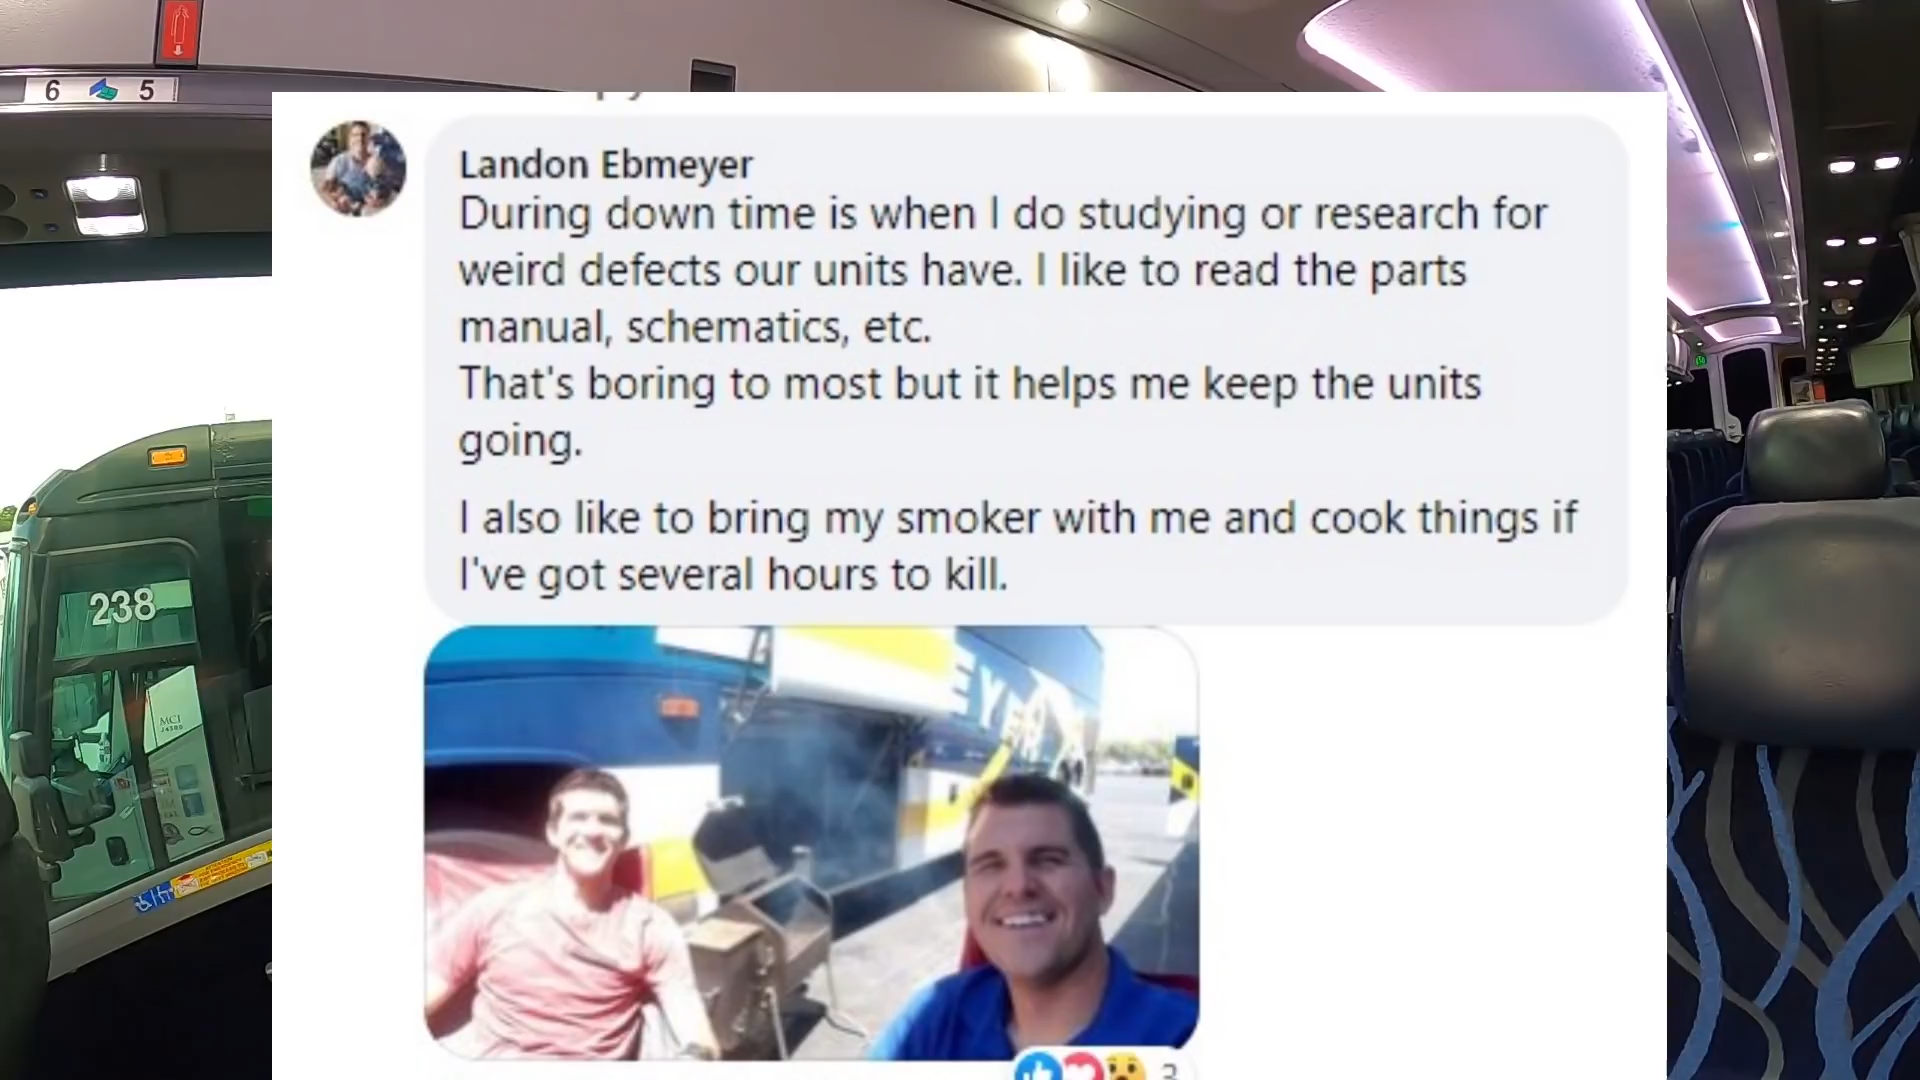 6 5
Landon Ebmeyer
During down time is when I do studying or research for
weird defects our units have. I like to read the parts
manual, schematics, etc.
That's boring to most but it helps me keep the units
going.
I also like to bring my smoker with me and cook things if
I've got several hours to kill.
238
MCI
J4500
3